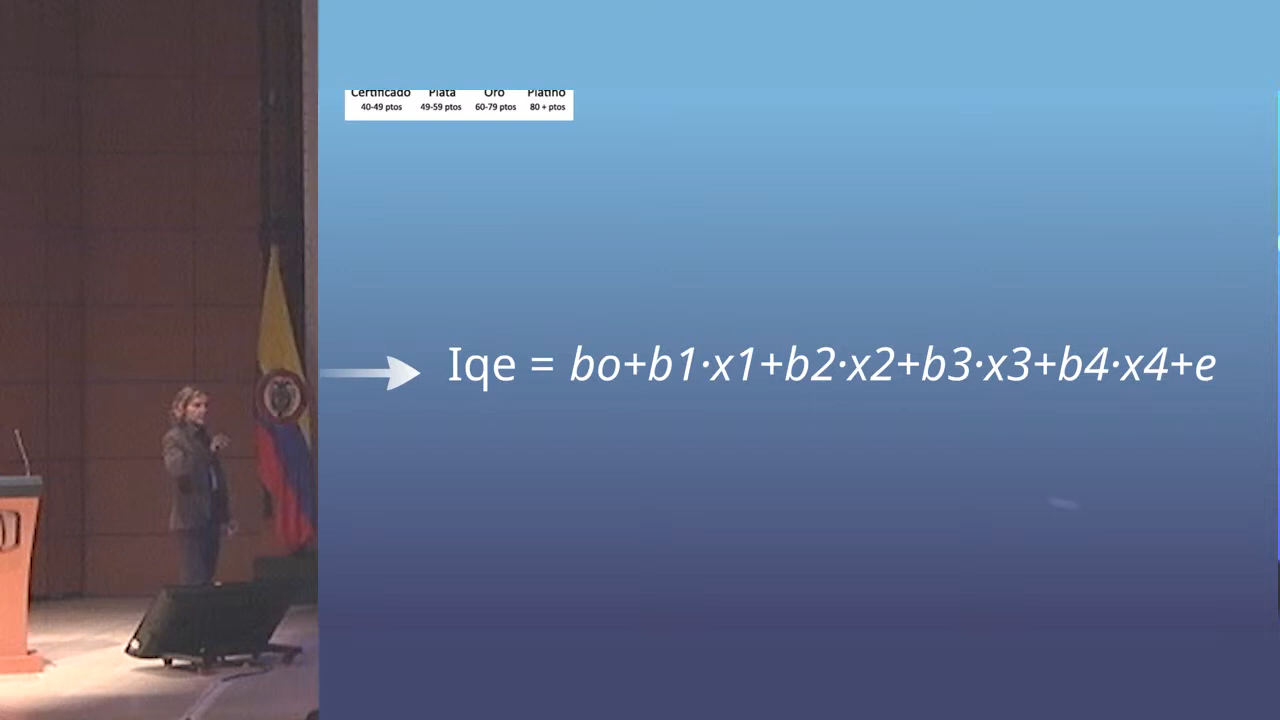 Certificado Plata Oro Platino
40-49 ptos 49-59 ptos 60-79 ptos 80 + ptos
Iqe = bo+b1·x1+b2·x2+b3·x3+b4·x4+e